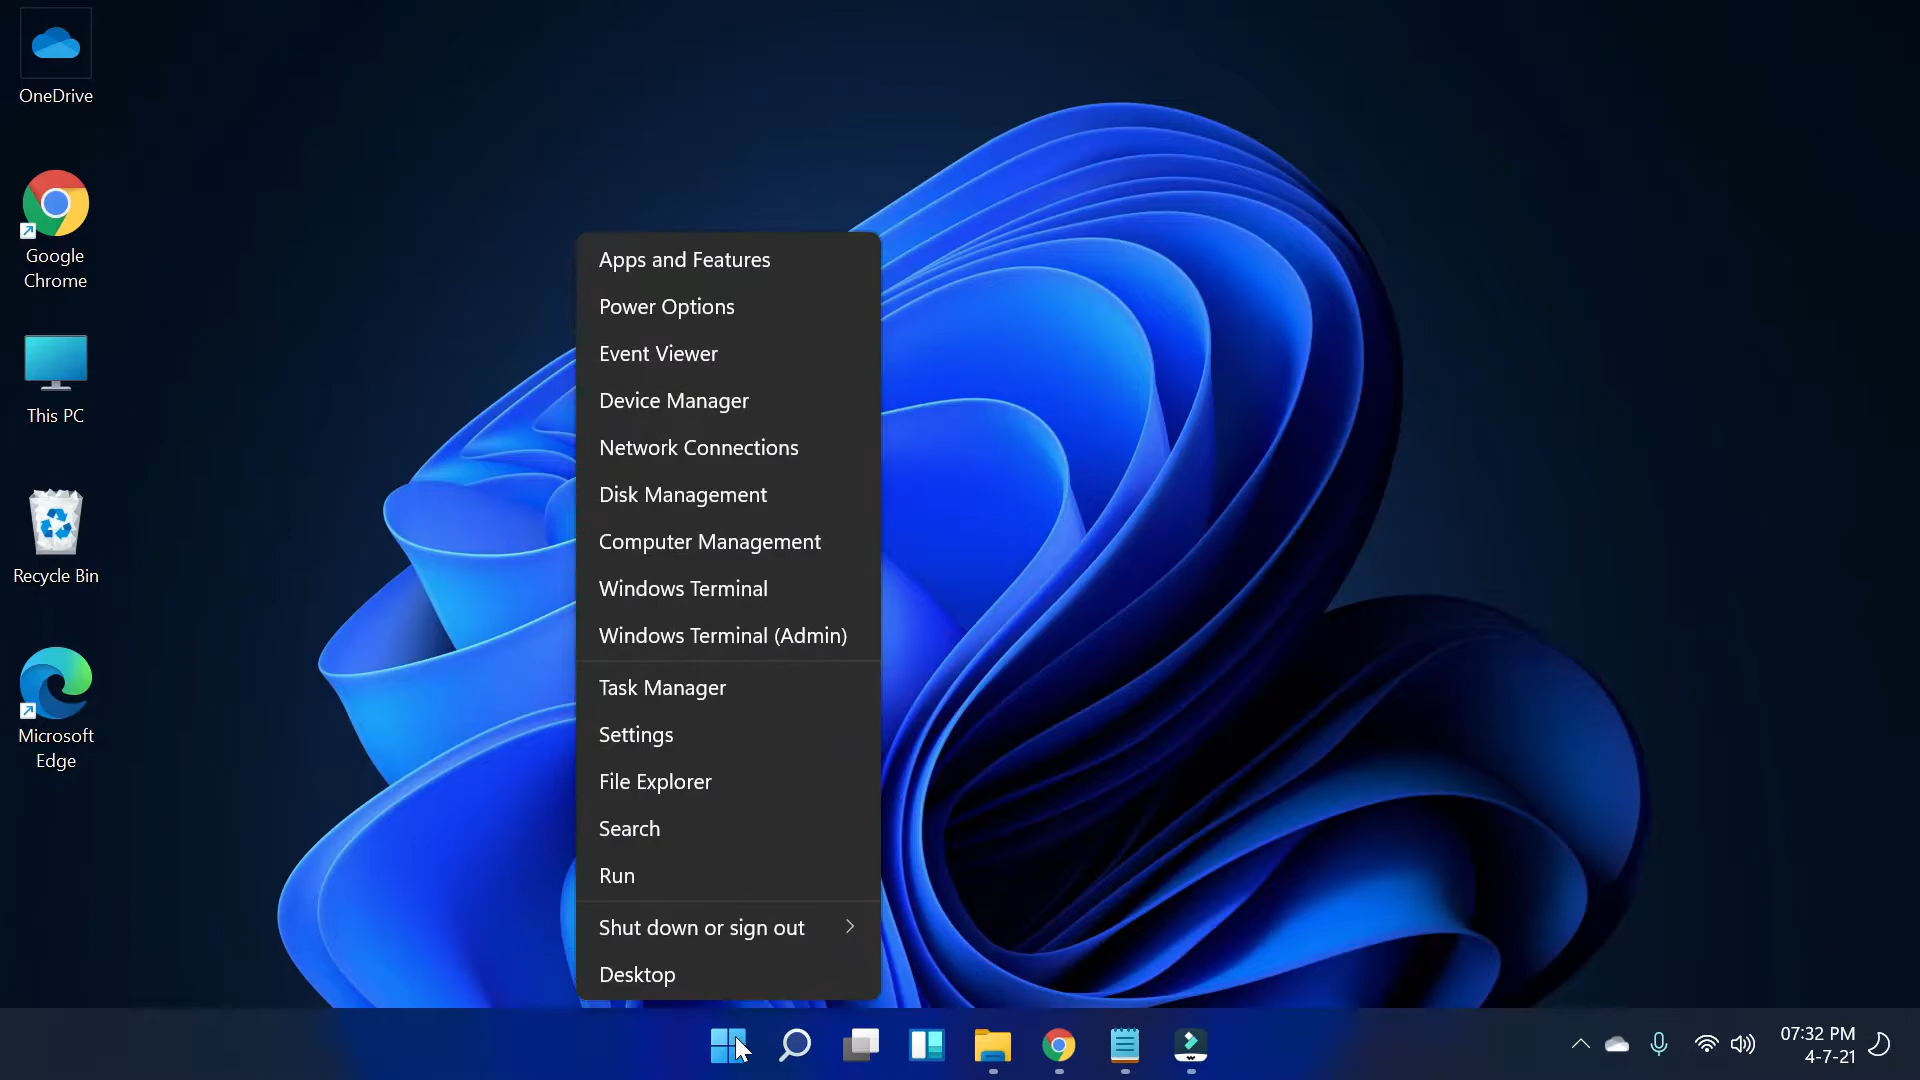 OneDrive
Google
Chrome
This PC
Recycle Bin
Microsoft
Edge
Apps and Features
Power Options
Event Viewer
Device Manager
Network Connections
Disk Management
Computer Management
Windows Terminal
Windows Terminal (Admin)
Task Manager
Settings
File Explorer
Search
Run
Shut down or sign out
Desktop
07:32 PM
4-7-21